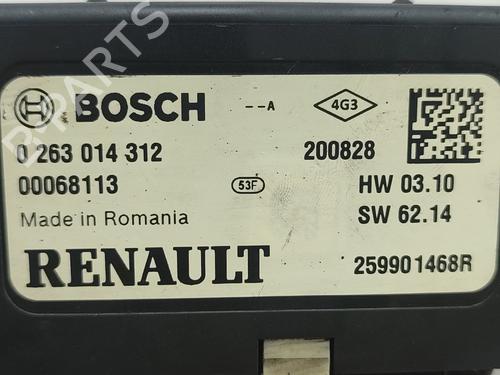 B-PARTS
BOSCH --A 4G3
0 263 014 312 200828
00068113 53F HW 03.10
Made in Romania SW 62.14
RENAULT 259901468R